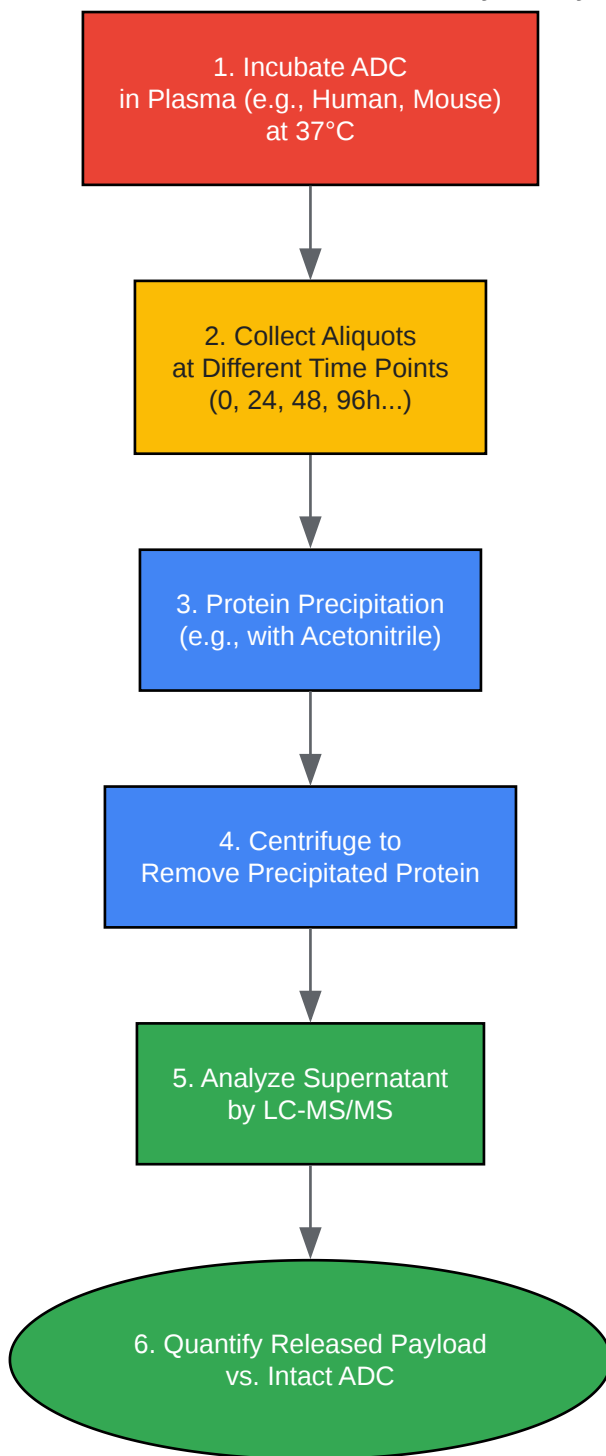 1. Incubate ADC
in Plasma (e.g., Human, Mouse)
at 37°C
2. Collect Aliquots
at Different Time Points
(0, 24, 48, 96h...)
3. Protein Precipitation
(e.g., with Acetonitrile)
4. Centrifuge to
Remove Precipitated Protein
5. Analyze Supernatant
by LC-MS/MS
6. Quantify Released Payload
vs. Intact ADC